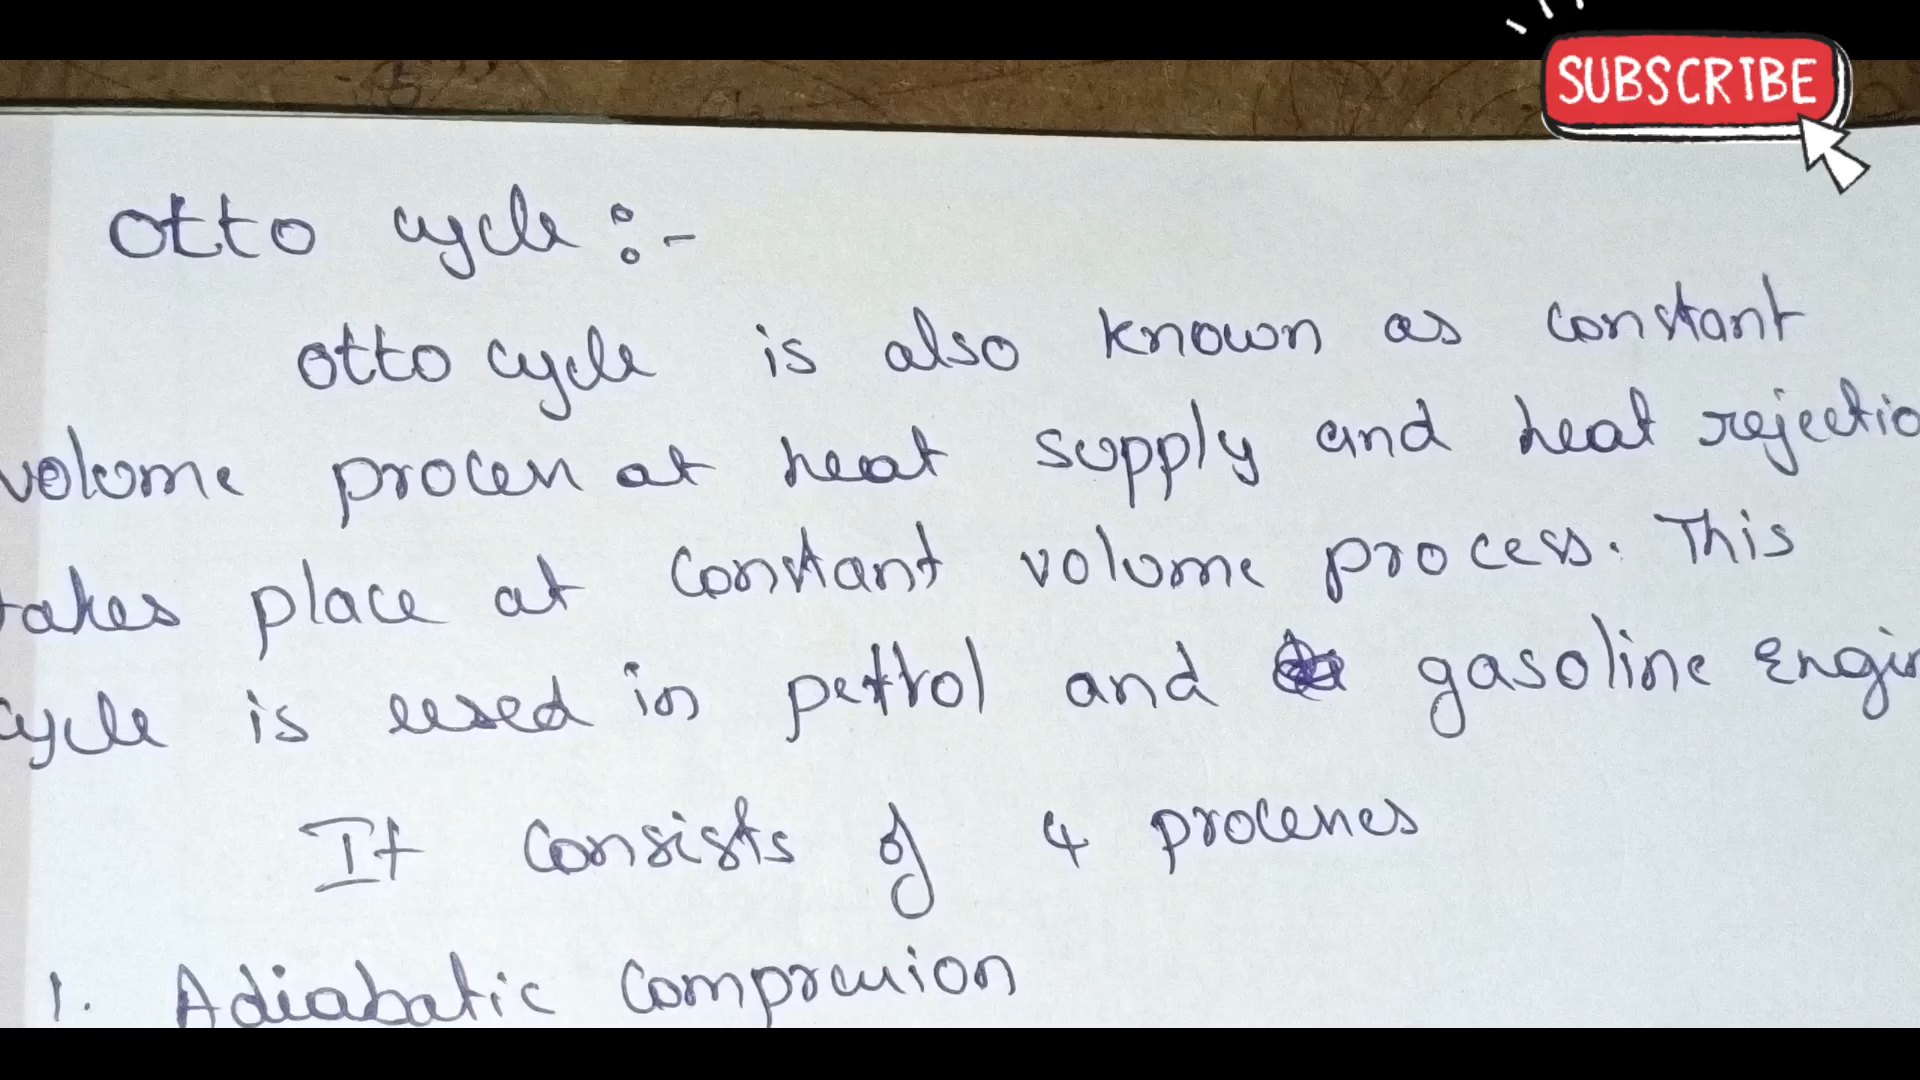 SUBSCRIBE
Otto cycle :-
Otto cycle is also known as constant
volume process at heat supply and heat rejectio
takes place at constant volume process. This
cycle is used in pettrol and gasoline Engin
It consists of 4 processes
1. Adiabatic Compression